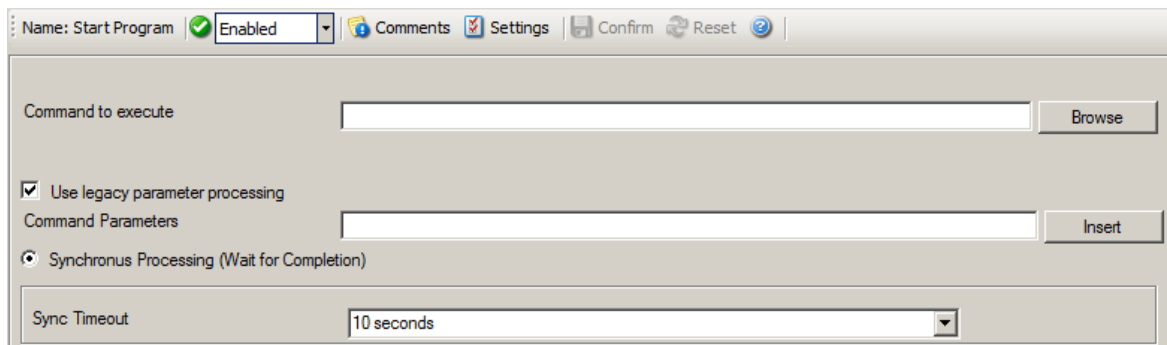 Name: Start Program Enabled Comments Settings Confirm Reset
Command to execute Browse
Use legacy parameter processing
Command Parameters Insert
Synchronus Processing (Wait for Completion)
Sync Timeout 10 seconds